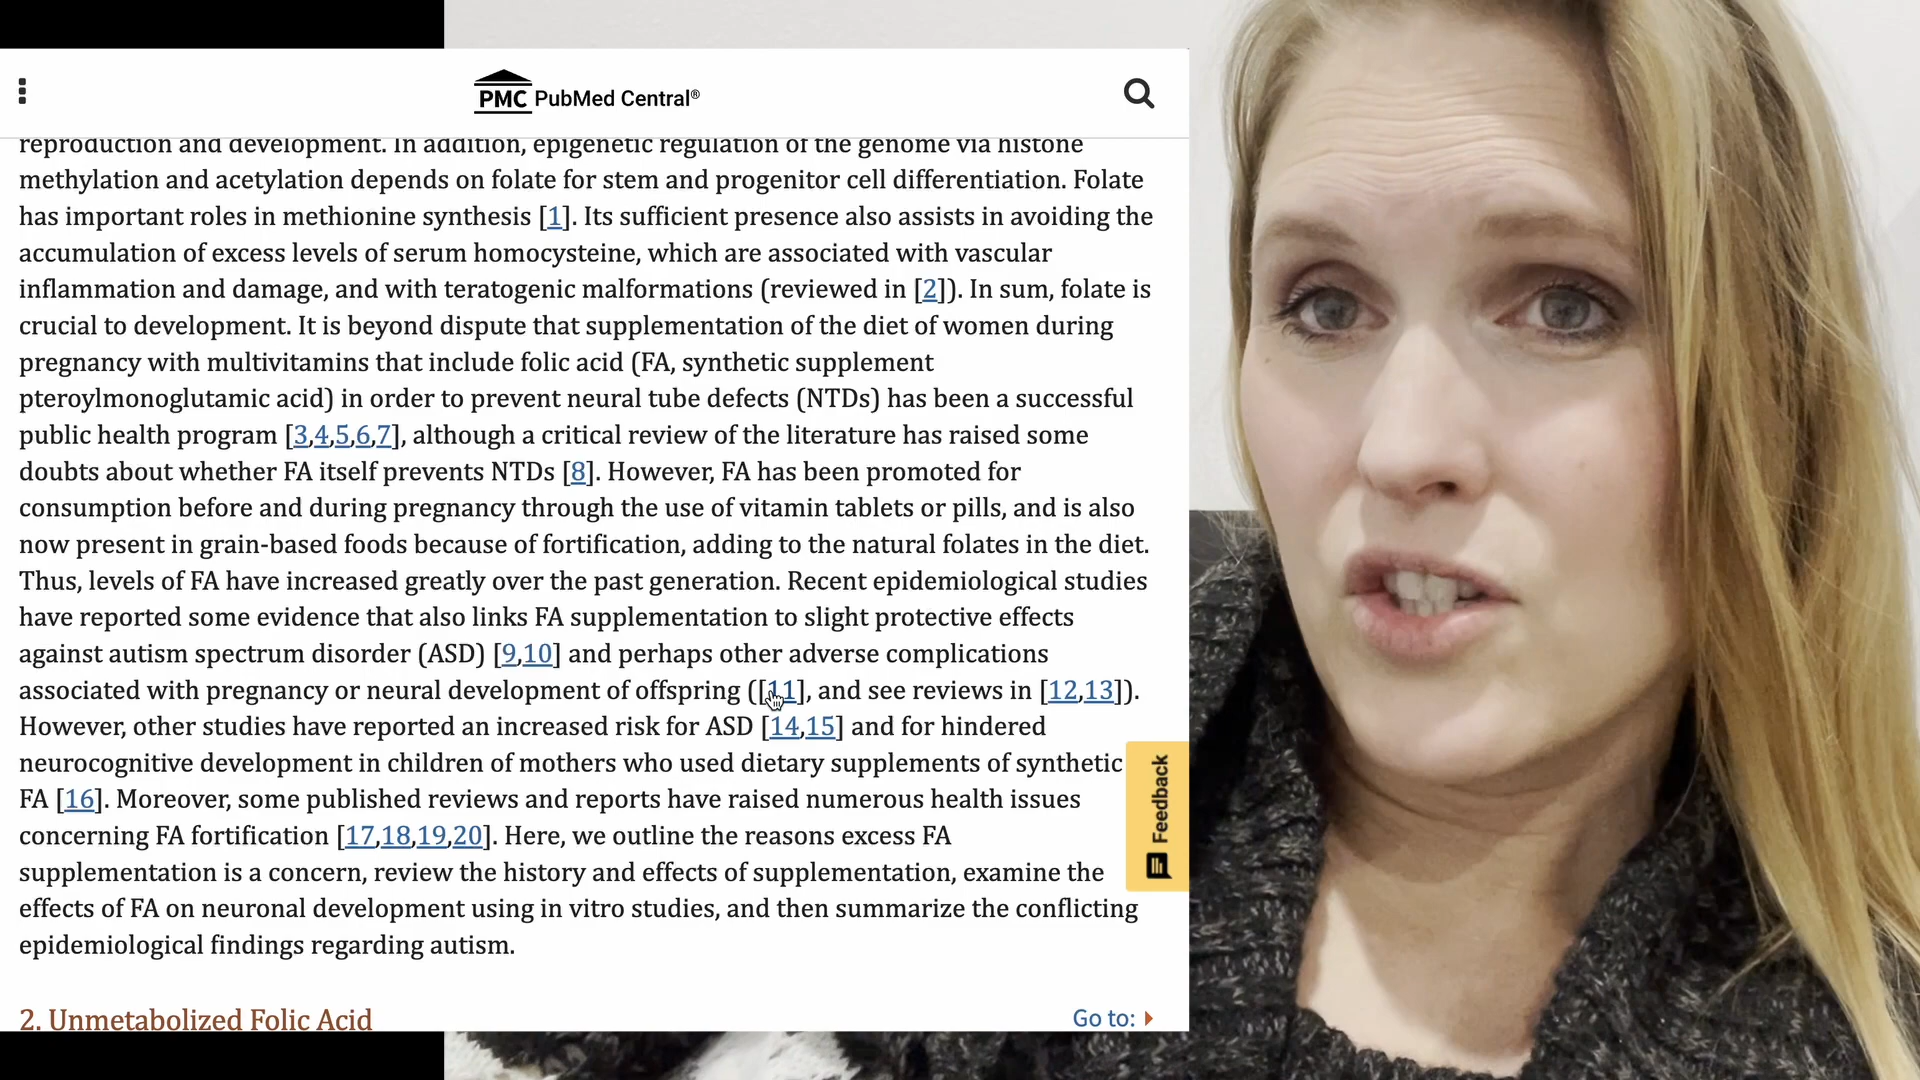 PMC PubMed Central®
reproduction and development. In addition, epigenetic regulation of the genome via histone
methylation and acetylation depends on folate for stem and progenitor cell differentiation. Folate
has important roles in methionine synthesis [1]. Its sufficient presence also assists in avoiding the
accumulation of excess levels of serum homocysteine, which are associated with vascular
inflammation and damage, and with teratogenic malformations (reviewed in [2]). In sum, folate is
crucial to development. It is beyond dispute that supplementation of the diet of women during
pregnancy with multivitamins that include folic acid (FA, synthetic supplement
pteroylmonoglutamic acid) in order to prevent neural tube defects (NTDs) has been a successful
public health program [3,4,5,6,7], although a critical review of the literature has raised some
doubts about whether FA itself prevents NTDs [8]. However, FA has been promoted for
consumption before and during pregnancy through the use of vitamin tablets or pills, and is also
now present in grain-based foods because of fortification, adding to the natural folates in the diet.
Thus, levels of FA have increased greatly over the past generation. Recent epidemiological studies
have reported some evidence that also links FA supplementation to slight protective effects
against autism spectrum disorder (ASD) [9,10] and perhaps other adverse complications
associated with pregnancy or neural development of offspring ([11], and see reviews in [12,13]).
However, other studies have reported an increased risk for ASD [14,15] and for hindered
neurocognitive development in children of mothers who used dietary supplements of synthetic
FA [16]. Moreover, some published reviews and reports have raised numerous health issues
concerning FA fortification [17,18,19,20]. Here, we outline the reasons excess FA
supplementation is a concern, review the history and effects of supplementation, examine the
effects of FA on neuronal development using in vitro studies, and then summarize the conflicting
epidemiological findings regarding autism.
Feedback
2. Unmetabolized Folic Acid
Go to: